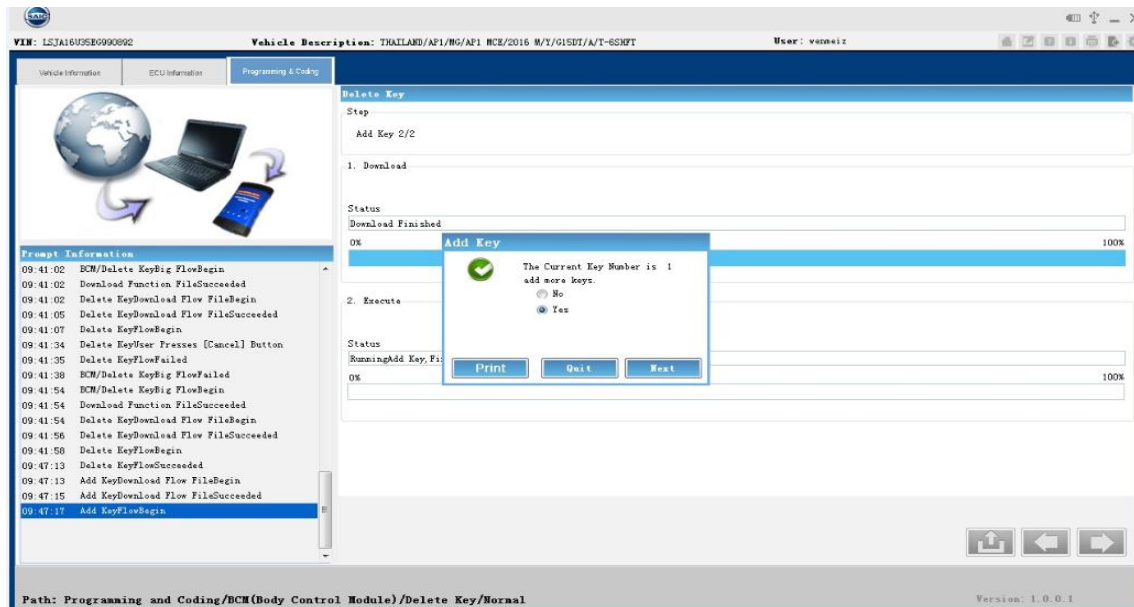 SAIC
VIN: LSJA16U35EG990892 Vehicle Description: THAILAND/AP1/MG/AP1 MCE/2016 M/Y/G15DT/A/T-6SHFT User: venmeiz
Vehicle Information ECU Information Programming & Coding
Delete Key
Step
Add Key 2/2
1. Download
Status
Download Finished
0% 100%
Add Key
The Current Key Number is 1
add more keys.
No
Yes
Print Quit Next
2. Execute
Status
RunningAdd Key, Fi
0% 100%
Prompt Information
09:41:02 BCM/Delete KeyBig FlowBegin
09:41:02 Download Function FileSucceeded
09:41:02 Delete KeyDownload Flow FileBegin
09:41:05 Delete KeyDownload Flow FileSucceeded
09:41:07 Delete KeyFlowBegin
09:41:34 Delete KeyUser Presses [Cancel] Button
09:41:35 Delete KeyFlowFailed
09:41:38 BCM/Delete KeyBig FlowFailed
09:41:54 BCM/Delete KeyBig FlowBegin
09:41:54 Download Function FileSucceeded
09:41:54 Delete KeyDownload Flow FileBegin
09:41:56 Delete KeyDownload Flow FileSucceeded
09:41:58 Delete KeyFlowBegin
09:47:13 Delete KeyFlowSucceeded
09:47:13 Add KeyDownload Flow FileBegin
09:47:15 Add KeyDownload Flow FileSucceeded
09:47:17 Add KeyFlowBegin
Path: Programming and Coding/BCM(Body Control Module)/Delete Key/Normal Version: 1.0.0.1